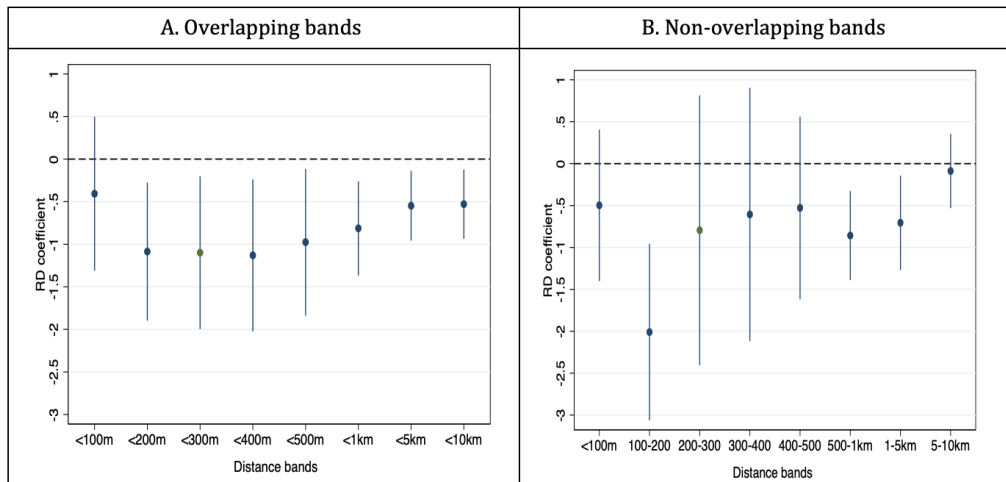 A. Overlapping bands
B. Non-overlapping bands
RD coefficient
1
.5
0
-.5
-1
-1.5
-2
-2.5
-3
<100m <200m <300m <400m <500m <1km <5km <10km
Distance bands
RD coefficient
1
.5
0
-.5
-1
-1.5
-2
-2.5
-3
<100m 100-200 200-300 300-400 400-500 500-1km 1-5km 5-10km
Distance bands